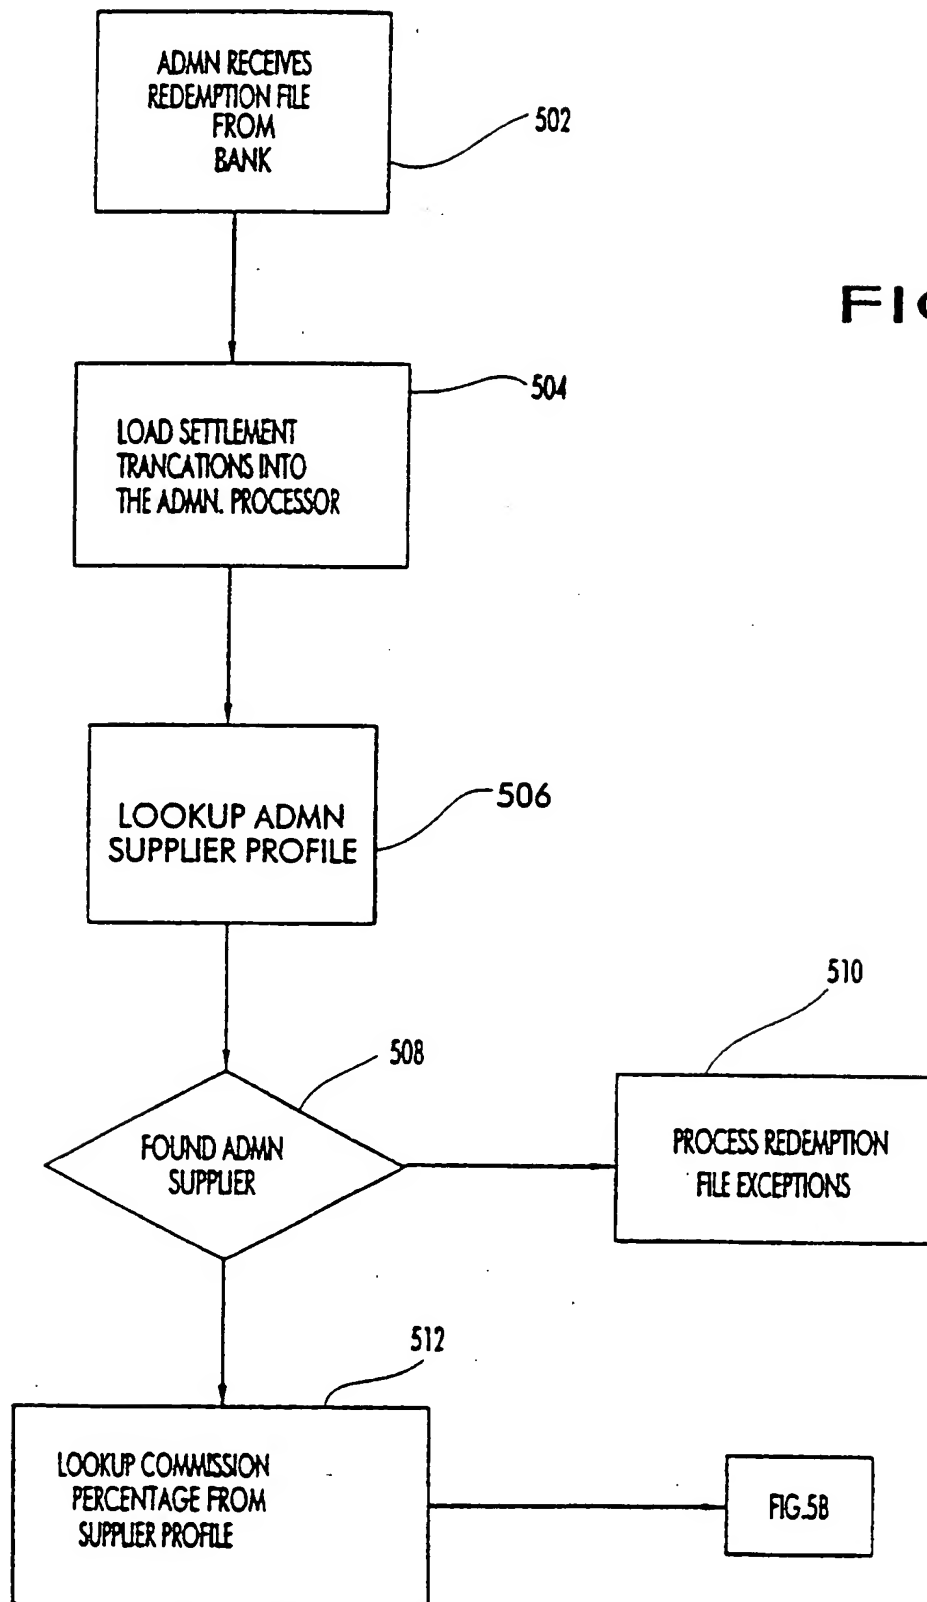 ADMN RECEIVES
REDEMPTION FILE
FROM
BANK
502
FIG
504
LOAD SETTLEMENT
TRANCATIONS INTO
THE ADMN. PROCESSOR
LOOKUP ADMN
SUPPLIER PROFILE
506
510
508
FOUND ADMN
SUPPLIER
PROCESS REDEMPTION
FILE EXCEPTIONS
512
LOOKUP COMMISSION
PERCENTAGE FROM
SUPPLIER PROFILE
FIG.5B